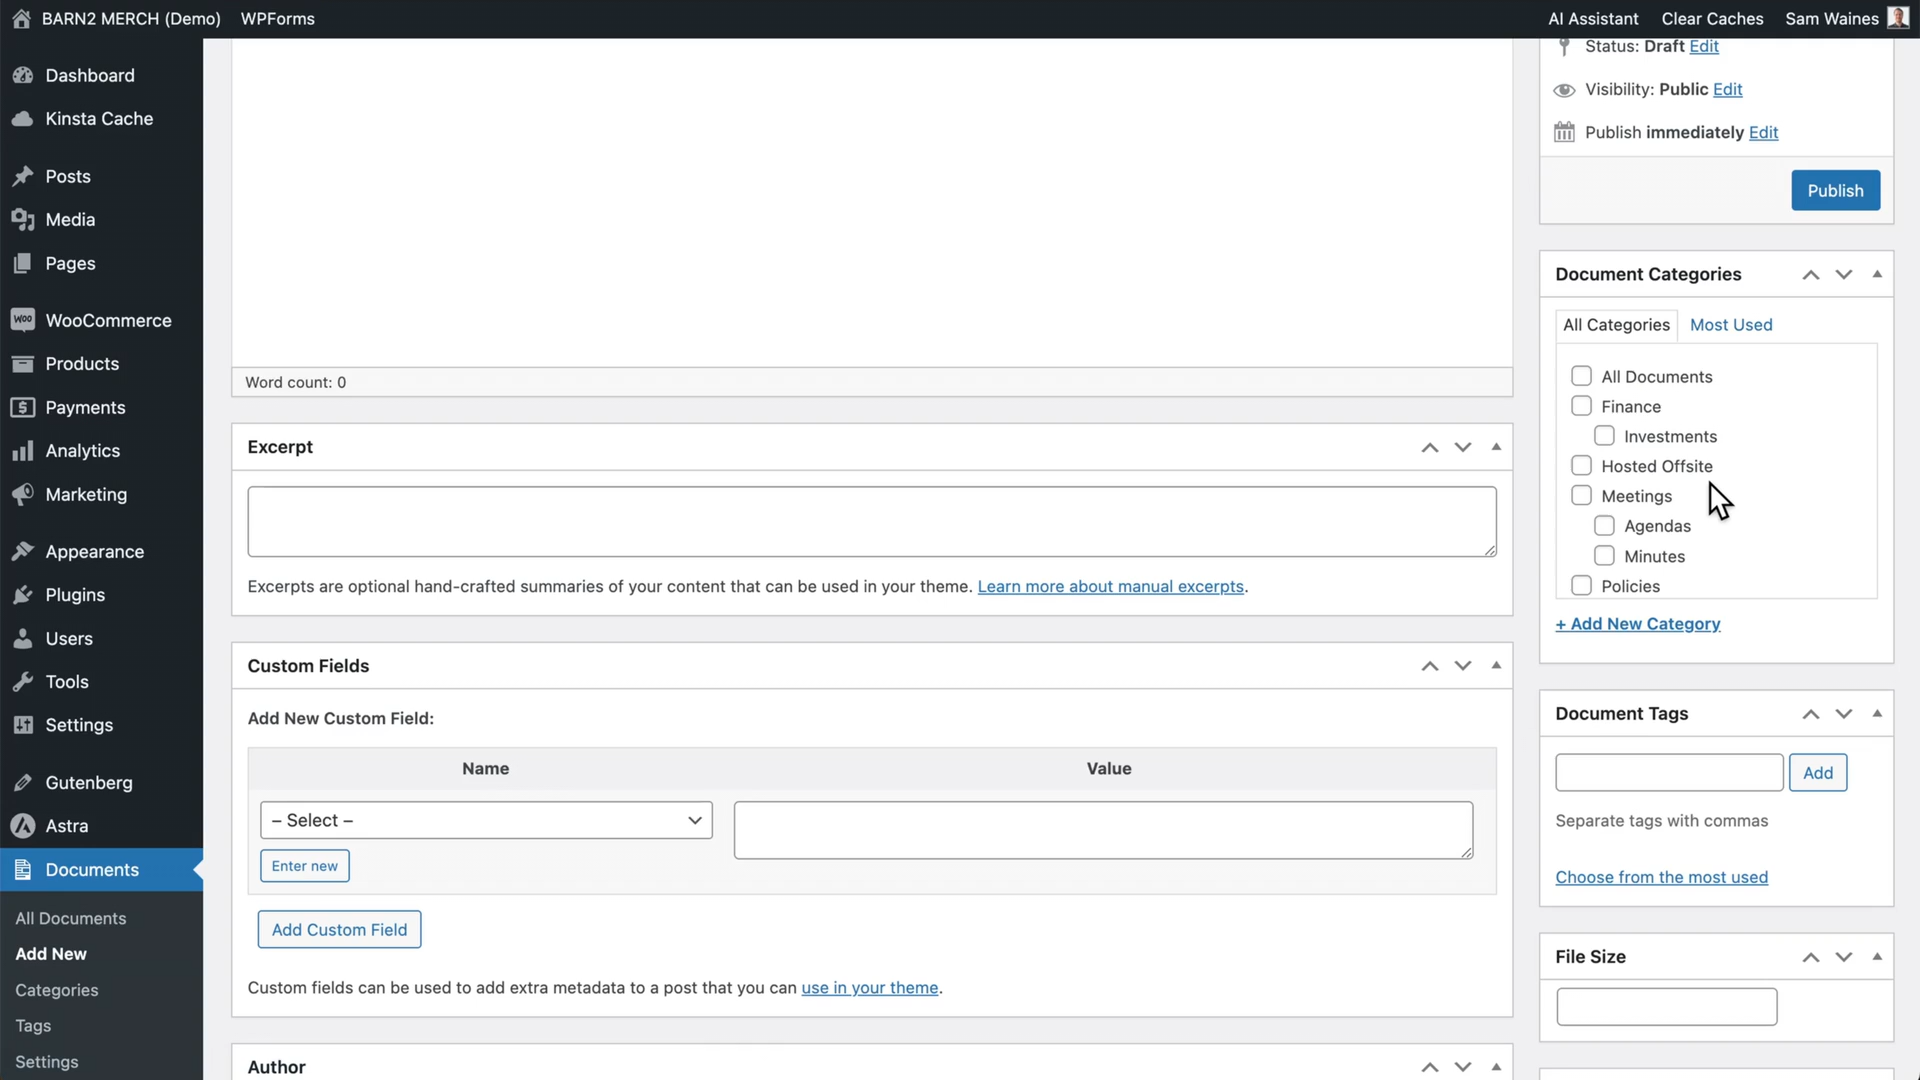 BARN2 MERCH (Demo) WPForms AI Assistant Clear Caches Sam Waines
Dashboard
Kinsta Cache
Posts
Media
Pages
WOO WooCommerce
Products
Payments
Analytics
Marketing
Appearance
Plugins
Users
Tools
Settings
Gutenberg
Astra
Documents
All Documents
Add New
Categories
Tags
Settings
Word count: 0
Excerpt
Excerpts are optional hand-crafted summaries of your content that can be used in your theme. Learn more about manual excerpts.
Custom Fields
Add New Custom Field:
Name Value
– Select –
Enter new
Add Custom Field
Custom fields can be used to add extra metadata to a post that you can use in your theme.
Author
Status: Draft Edit
Visibility: Public Edit
Publish immediately Edit
Publish
Document Categories
All Categories Most Used
All Documents
Finance
Investments
Hosted Offsite
Meetings
Agendas
Minutes
Policies
+ Add New Category
Document Tags
Add
Separate tags with commas
Choose from the most used
File Size